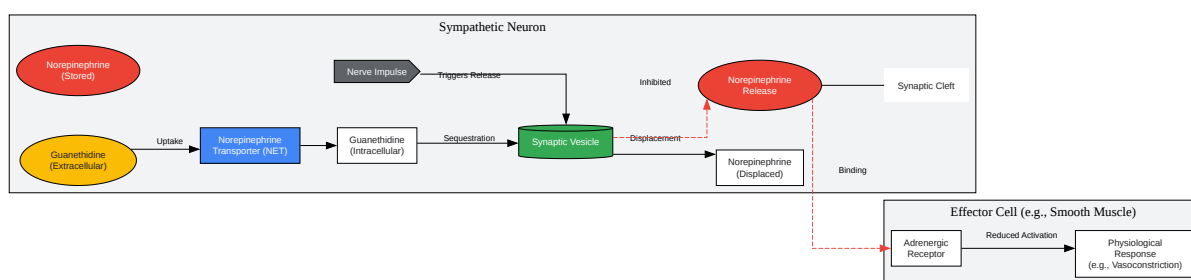 Sympathetic Neuron
Norepinephrine
(Stored)
Nerve Impulse
Triggers Release
Inhibited
Norepinephrine
Release
Synaptic Cleft
Guanethidine
(Extracellular)
Uptake
Norepinephrine
Transporter (NET)
Guanethidine
(Intracellular)
Sequestration
Synaptic Vesicle
Displacement
Norepinephrine
(Displaced)
Binding
Effector Cell (e.g., Smooth Muscle)
Adrenergic
Receptor
Reduced Activation
Physiological
Response
(e.g., Vasoconstriction)